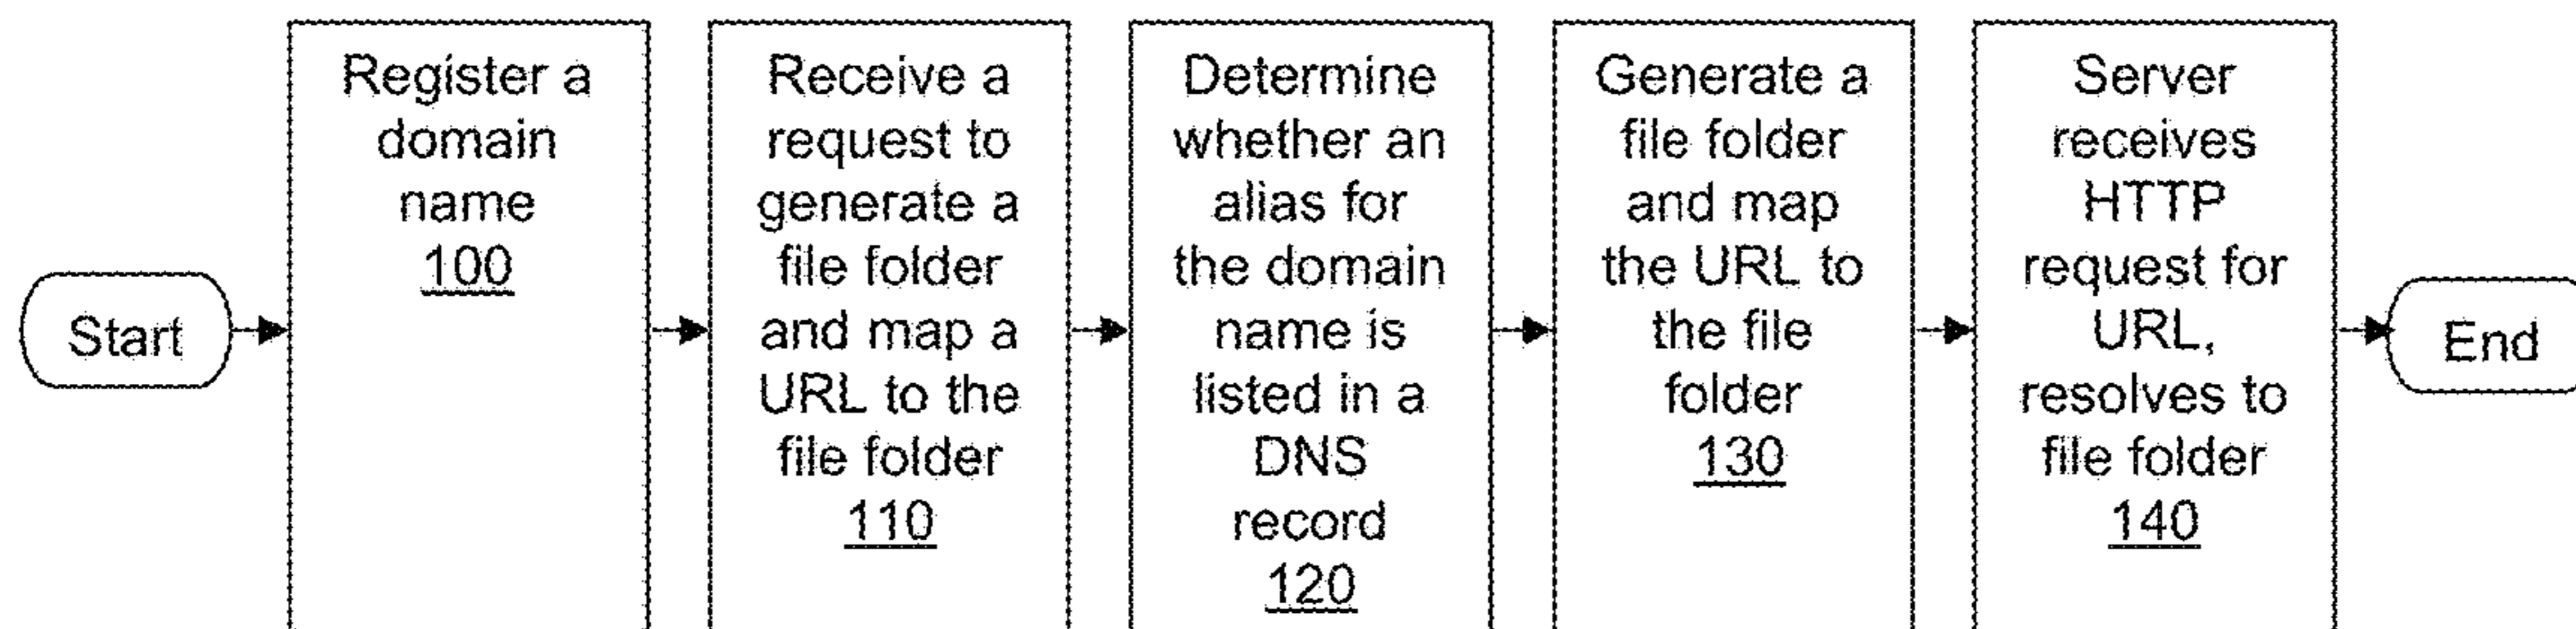 Start
Register a
domain
name
100
Receive a
request to
generate a
file folder
and map a
URL to the
file folder
110
Determine
whether an
alias for
the domain
name is
listed in a
DNS
record
120
Generate a
file folder
and map
the URL to
the file
folder
130
Server
receives
HTTP
request for
URL,
resolves to
file folder
140
End